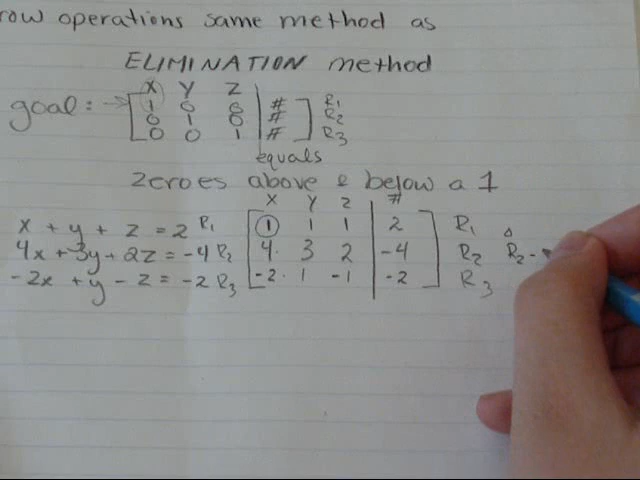 row operations same method as
ELIMINATION method
X Y Z
goal: → [ 1 0 0 | # ] R1
0 1 0 | # R2
0 0 1 | # R3
equals
zeroes above & below a 1
X Y Z #
x + y + z = 2 R1 [ 1 1 1 | 2 ] R1
4x + 3y + 2z = -4 R2 4 3 2 | -4 R2 R2 -
-2x + y - z = -2 R3 -2 1 -1 | -2 R3